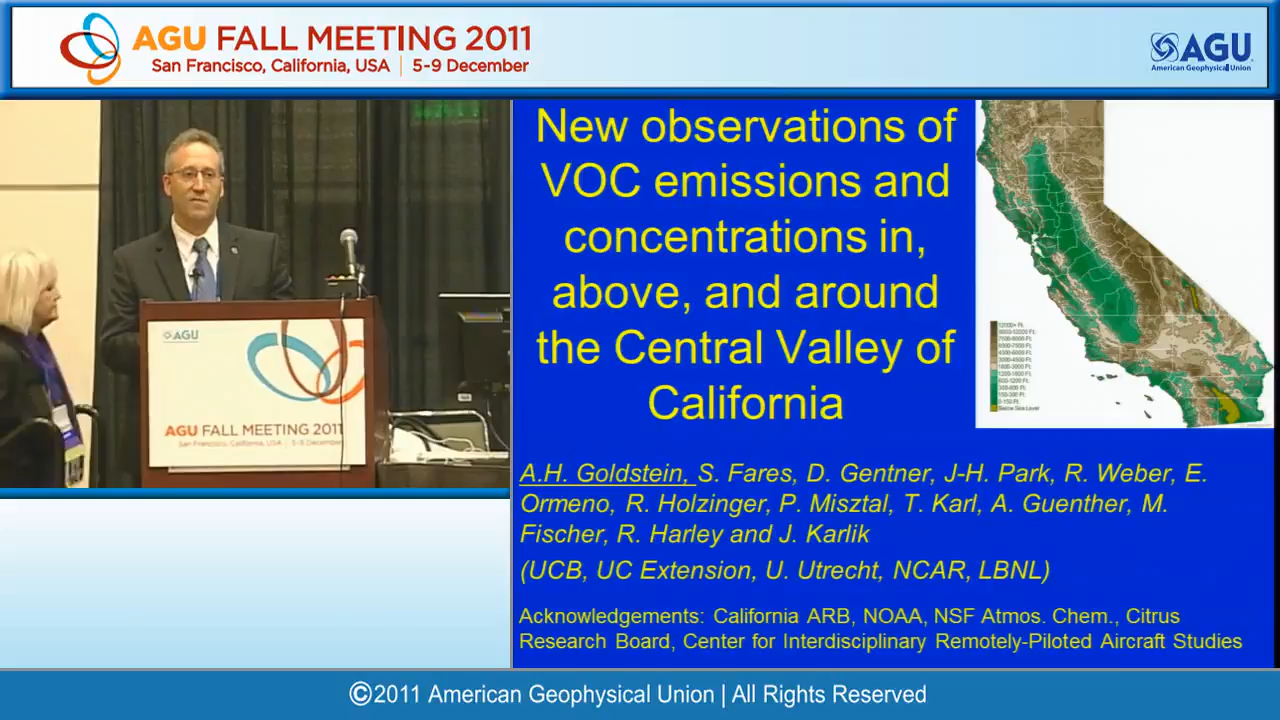 AGU FALL MEETING 2011
San Francisco, California, USA | 5-9 December
AGU
American Geophysical Union
New observations of
VOC emissions and
concentrations in,
above, and around
the Central Valley of
California
AGU
AGU FALL MEETING 2011
San Francisco, California, USA | 5-9 December
Below Sea Level
A.H. Goldstein, S. Fares, D. Gentner, J-H. Park, R. Weber, E.
Ormeno, R. Holzinger, P. Misztal, T. Karl, A. Guenther, M.
Fischer, R. Harley and J. Karlik
(UCB, UC Extension, U. Utrecht, NCAR, LBNL)
Acknowledgements: California ARB, NOAA, NSF Atmos. Chem., Citrus
Research Board, Center for Interdisciplinary Remotely-Piloted Aircraft Studies
©2011 American Geophysical Union | All Rights Reserved